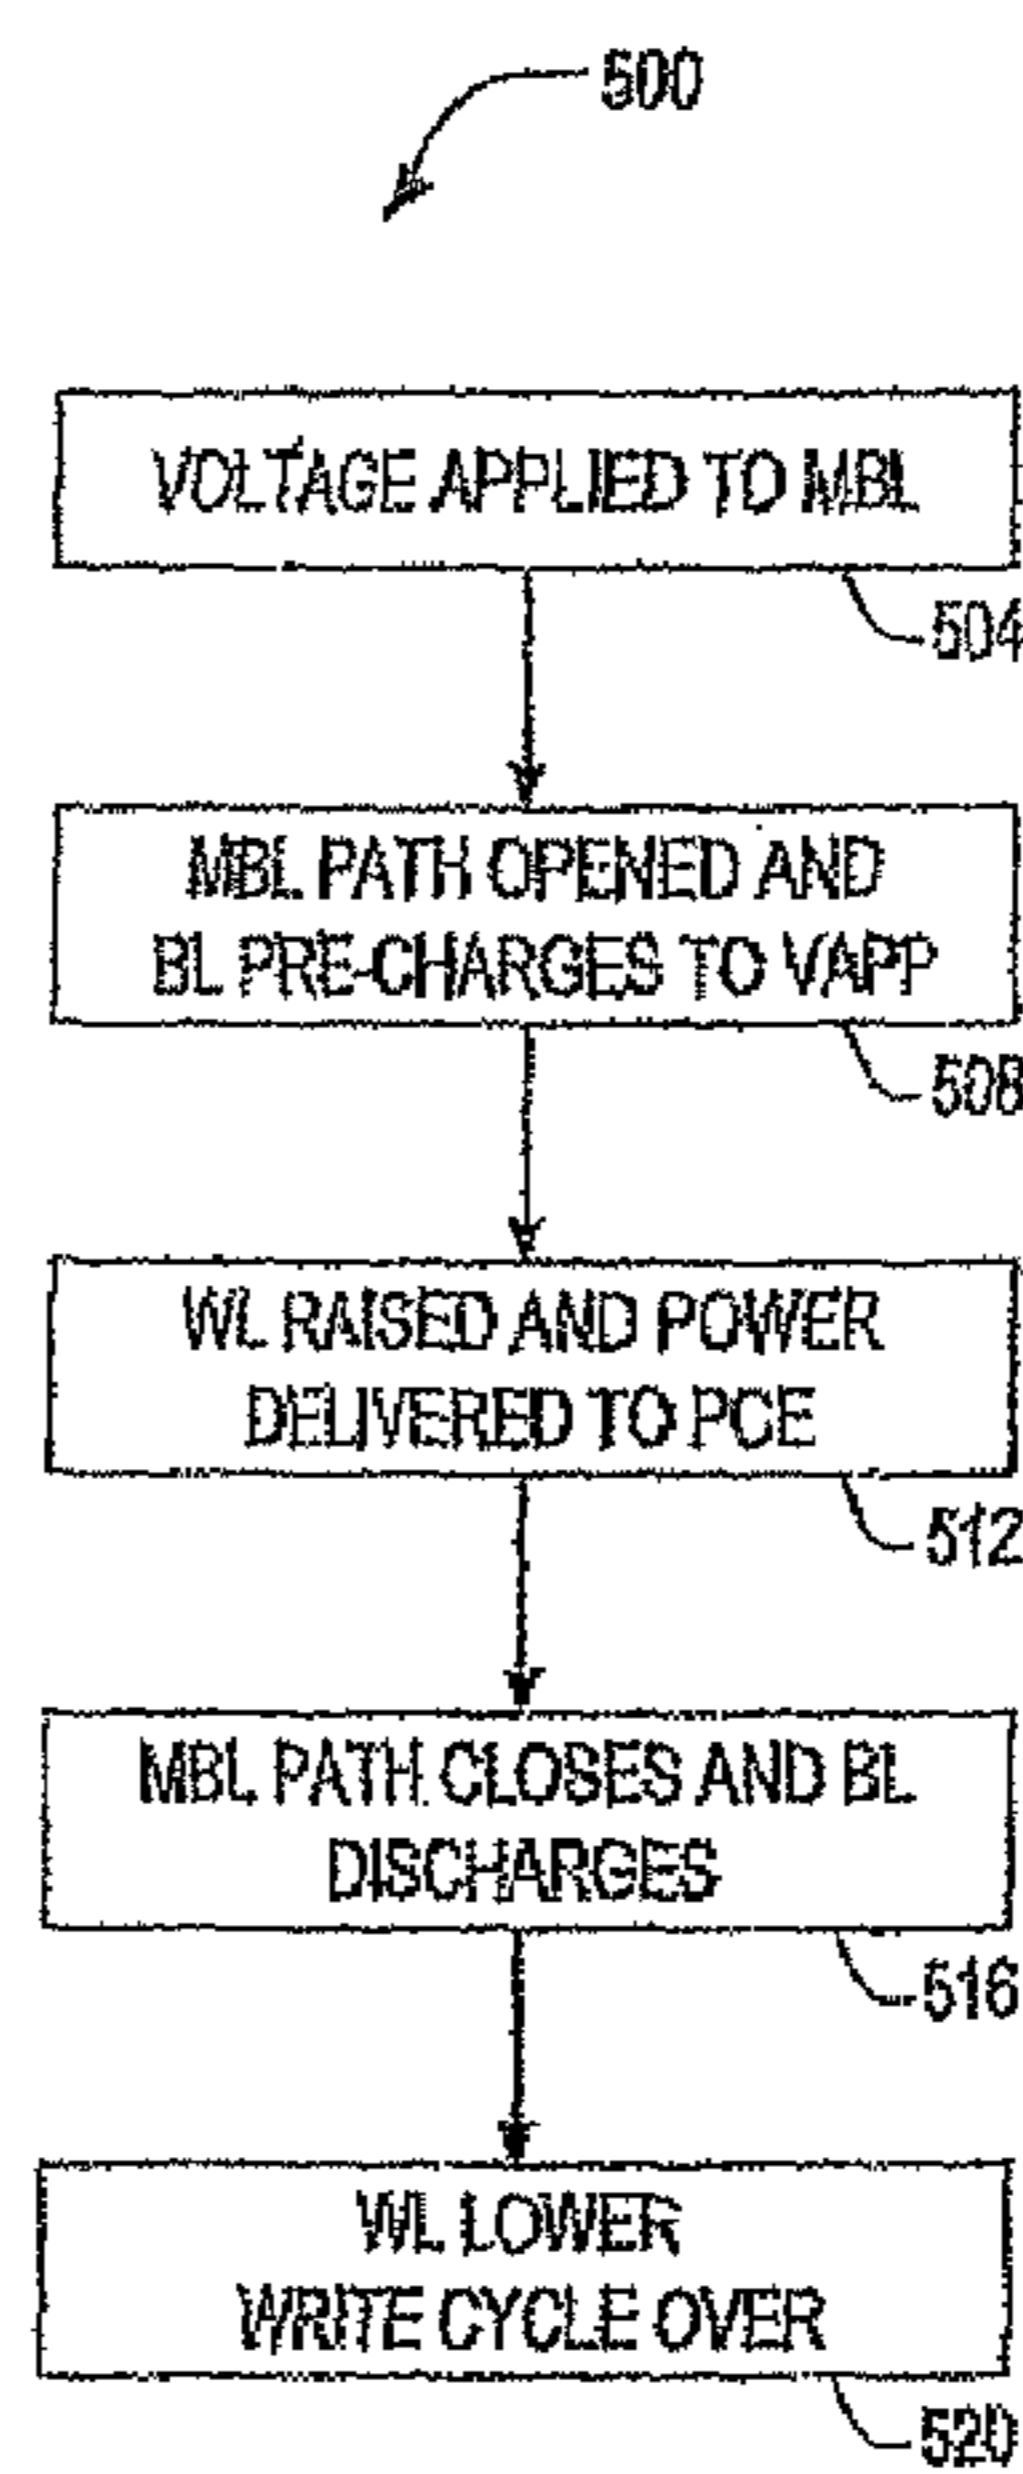 500
VOLTAGE APPLIED TO MBL
504
MBL PATH OPENED AND
BL PRE-CHARGES TO VAPP
508
WL RAISED AND POWER
DELIVERED TO PCE
512
MBL PATH CLOSES AND BL
DISCHARGES
516
WL LOWER
WRITE CYCLE OVER
520